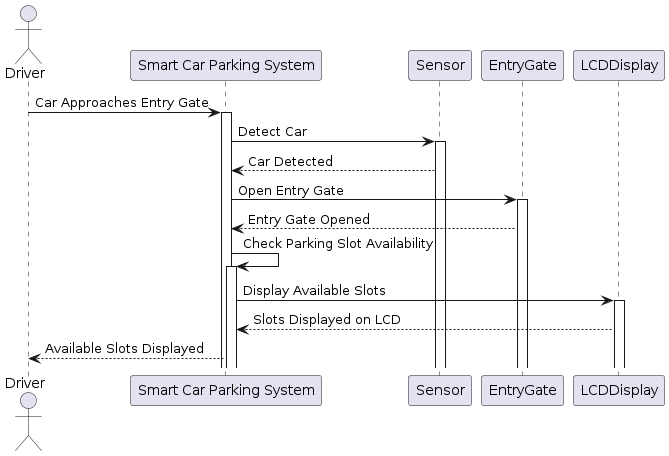 Driver
Smart Car Parking System
Sensor
EntryGate
LCDDisplay
Car Approaches Entry Gate
Detect Car
Car Detected
Open Entry Gate
Entry Gate Opened
Check Parking Slot Availability
Display Available Slots
Slots Displayed on LCD
Available Slots Displayed
Driver
Smart Car Parking System
Sensor
EntryGate
LCDDisplay